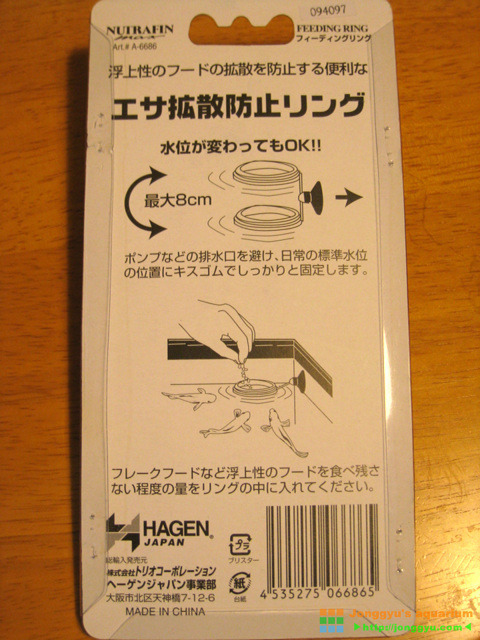 094097
NUTRAFIN
max
Art.# A-6686
FEEDING RING
フィーディングリング
浮上性のフードの拡散を防止する便利な
エサ拡散防止リング
水位が変わってもOK!!
最大8cm
ポンプなどの排水口を避け、日常の標準水位
の位置にキスゴムでしっかりと固定します。
フレークフードなど浮上性のフードを食べ残さ
ない程度の量をリングの中に入れてください。
HAGEN
JAPAN
総輸入発売元
株式会社トリオコーポレーション
ヘーゲンジャパン事業部
大阪市北区天神橋7-12-6
MADE IN CHINA
プラ
ブリスター
紙
台紙
4 535275 066865
Jonggyu's aquarium